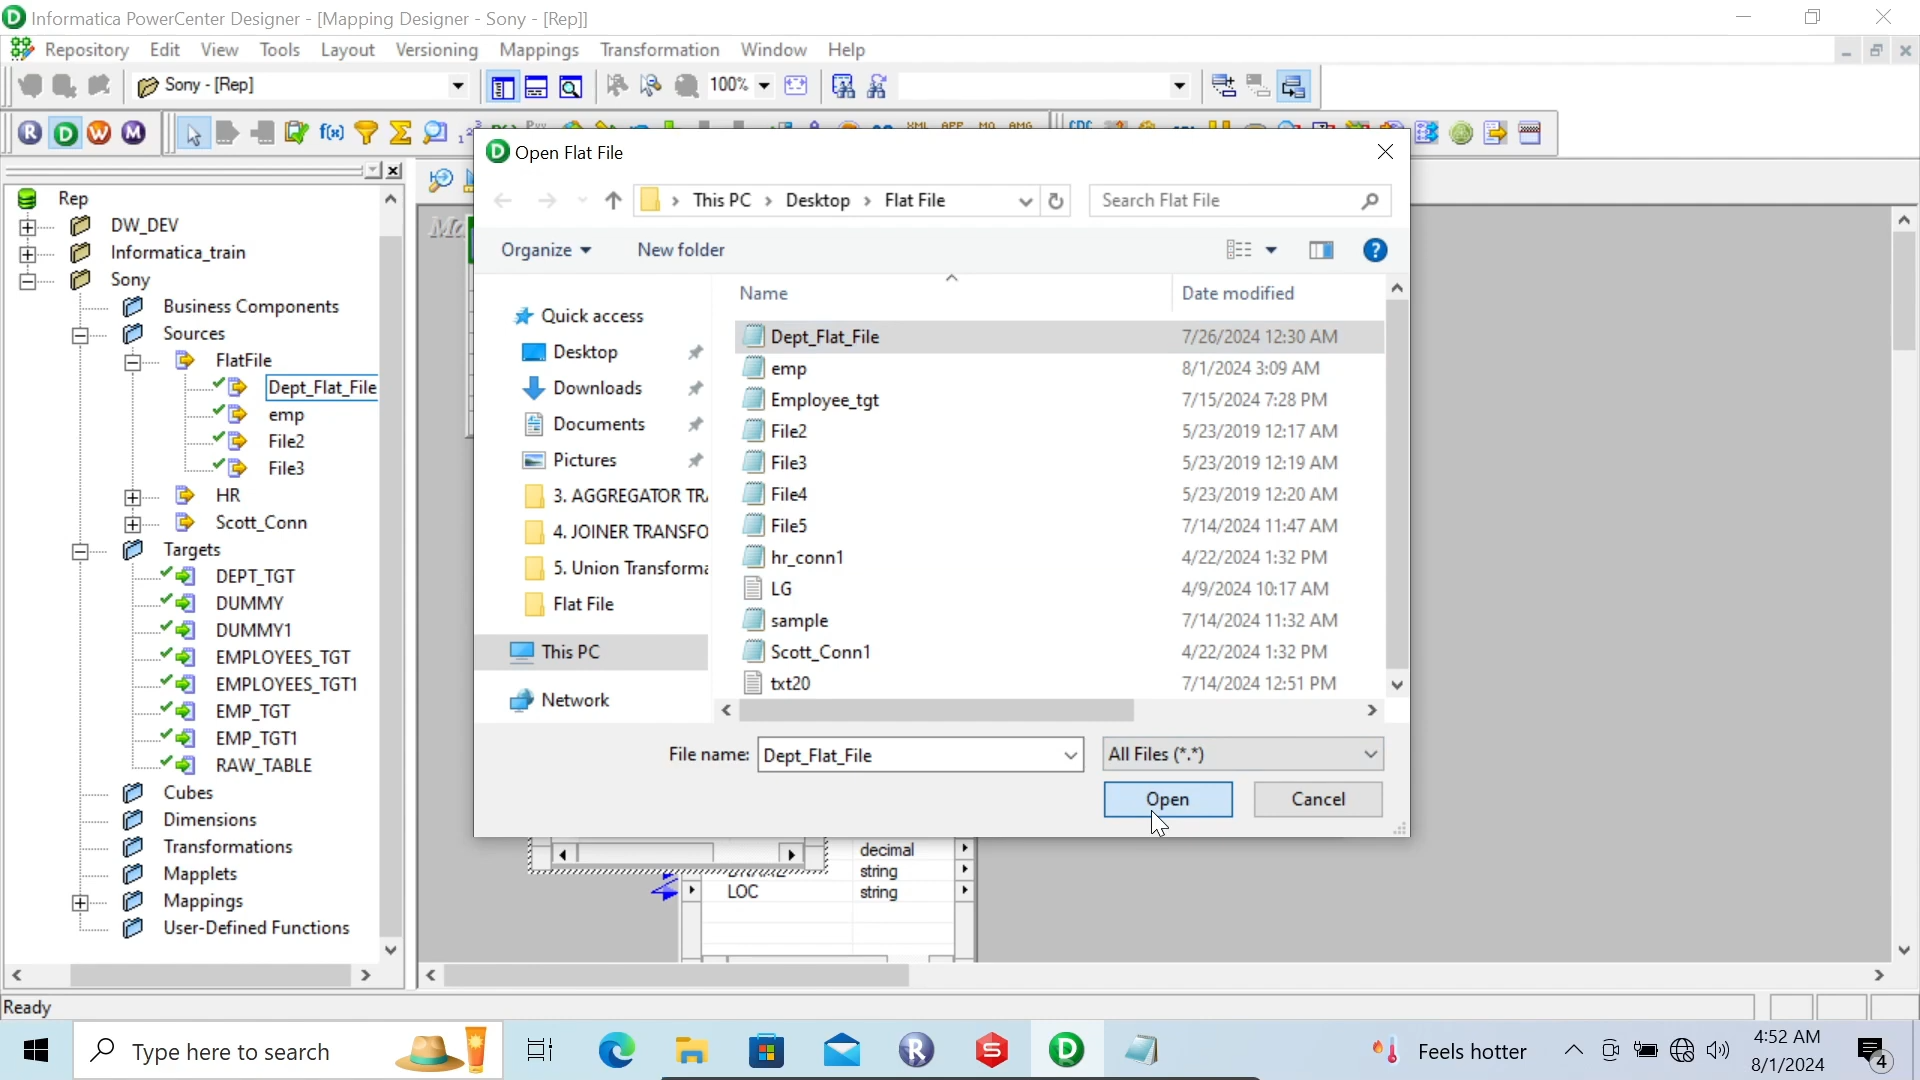 Informatica PowerCenter Designer - [Mapping Designer - Sony - [Rep]]
Repository Edit View Tools Layout Versioning Mappings Transformation Window Help
Sony - [Rep] 100%
Open Flat File
This PC > Desktop > Flat File
Search Flat File
Organize
New folder
Name Date modified
Quick access
Desktop
Downloads
Documents
Pictures
3. AGGREGATOR TR
4. JOINER TRANSFO
5. Union Transforma
Flat File
This PC
Network
Dept_Flat_File 7/26/2024 12:30 AM
emp 8/1/2024 3:09 AM
Employee_tgt 7/15/2024 7:28 PM
File2 5/23/2019 12:17 AM
File3 5/23/2019 12:19 AM
File4 5/23/2019 12:20 AM
File5 7/14/2024 11:47 AM
hr_conn1 4/22/2024 1:32 PM
LG 4/9/2024 10:17 AM
sample 7/14/2024 11:32 AM
Scott_Conn1 4/22/2024 1:32 PM
txt20 7/14/2024 12:51 PM
File name: Dept_Flat_File All Files (*.*)
Open Cancel
Rep
DW_DEV
Informatica_train
Sony
Business Components
Sources
FlatFile
Dept_Flat_File
emp
File2
File3
HR
Scott_Conn
Targets
DEPT_TGT
DUMMY
DUMMY1
EMPLOYEES_TGT
EMPLOYEES_TGT1
EMP_TGT
EMP_TGT1
RAW_TABLE
Cubes
Dimensions
Transformations
Mapplets
Mappings
User-Defined Functions
decimal
string
LOC string
Ready
Type here to search
Feels hotter
4:52 AM
8/1/2024
4